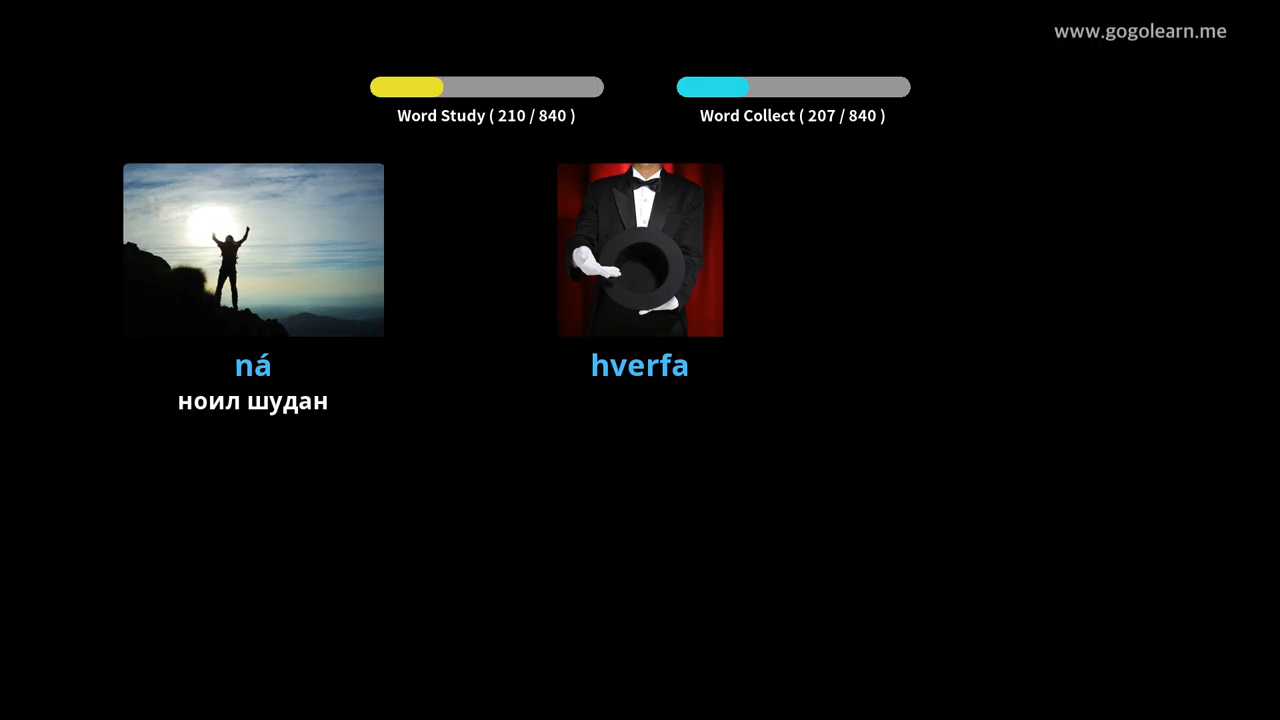 www.gogolearn.me
Word Study ( 210 / 840 )
Word Collect ( 207 / 840 )
ná
hverfa
ноил шудан